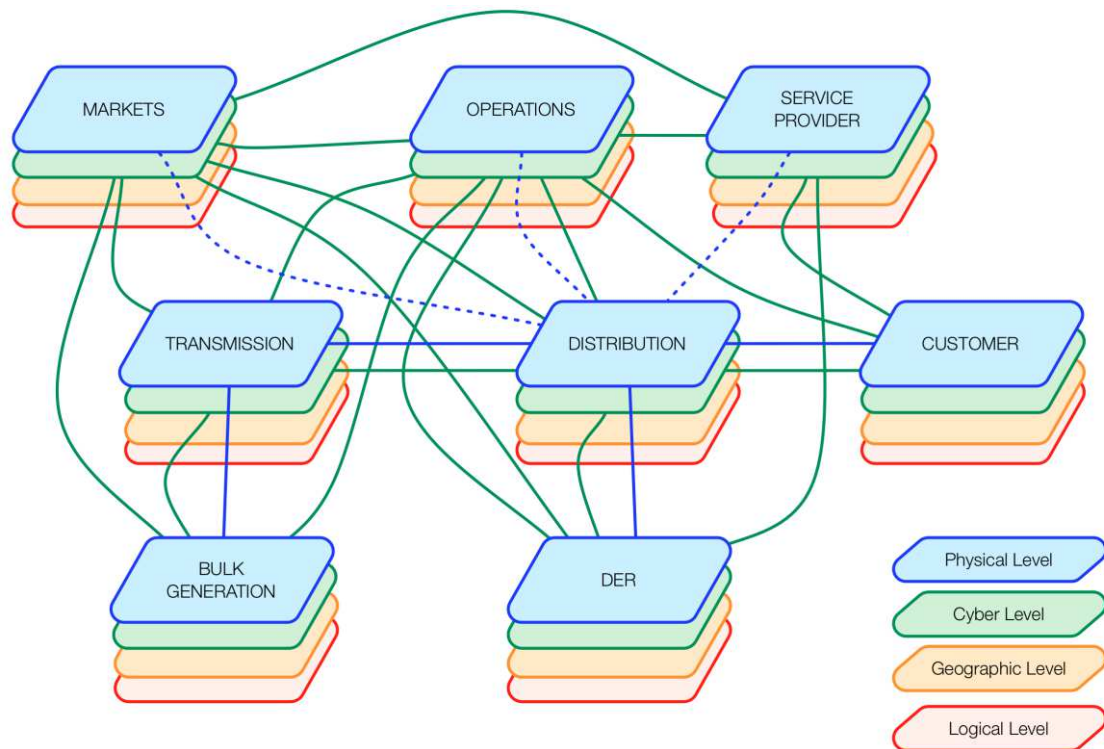 MARKETS
OPERATIONS
SERVICE
PROVIDER
TRANSMISSION
DISTRIBUTION
CUSTOMER
BULK
GENERATION
DER
Physical Level
Cyber Level
Geographic Level
Logical Level